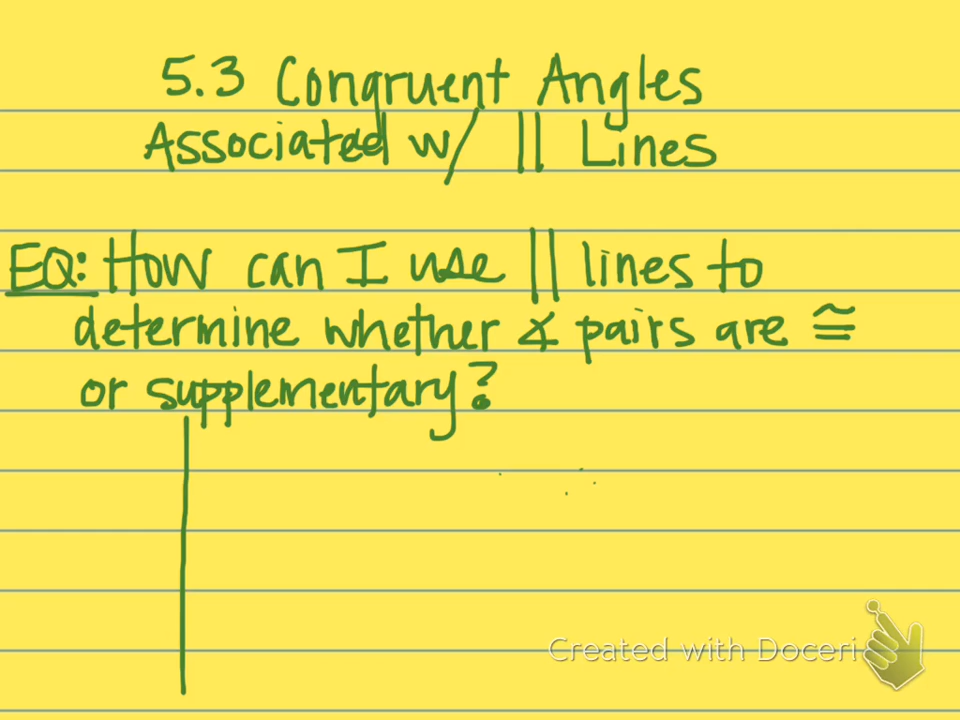 5.3 Congruent Angles
Associated w/ || Lines
EQ: How can I use || lines to
determine whether ∡ pairs are ≅
or supplementary?
Created with Doceri